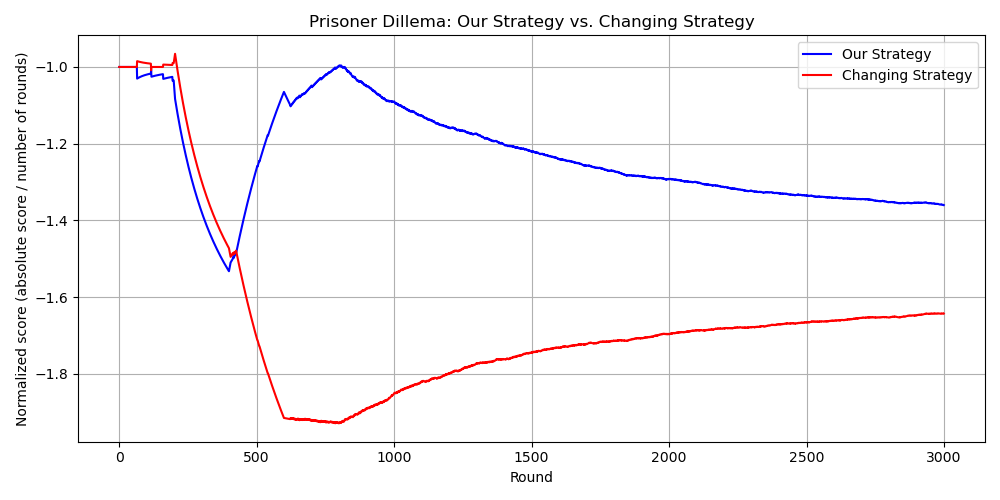 Prisoner Dillema: Our Strategy vs. Changing Strategy
Our Strategy
Changing Strategy
Normalized score (absolute score / number of rounds)
−1.0
−1.2
−1.4
−1.6
−1.8
0 500 1000 1500 2000 2500 3000
Round